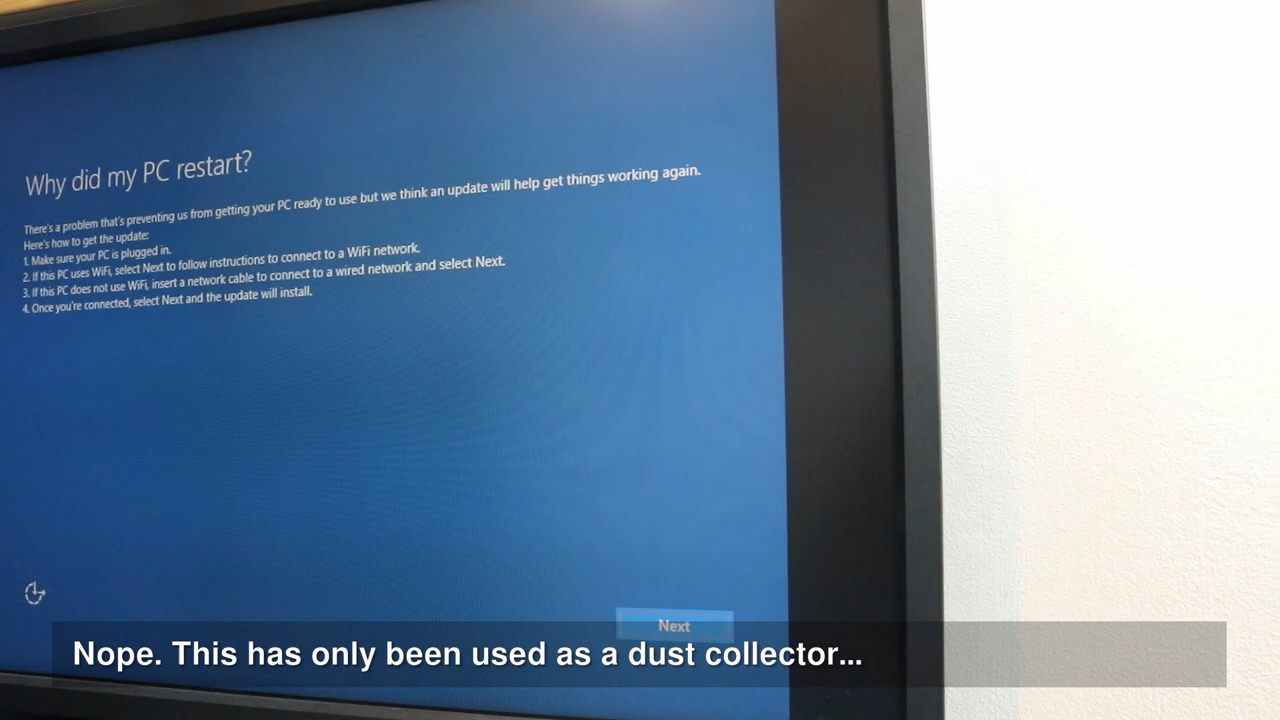 Why did my PC restart?
There's a problem that's preventing us from getting your PC ready to use but we think an update will help get things working again.
Here's how to get the update:
1. Make sure your PC is plugged in.
2. If this PC uses WiFi, select Next to follow instructions to connect to a WiFi network.
3. If this PC does not use WiFi, insert a network cable to connect to a wired network and select Next.
4. Once you're connected, select Next and the update will install.
Next
Nope. This has only been used as a dust collector...